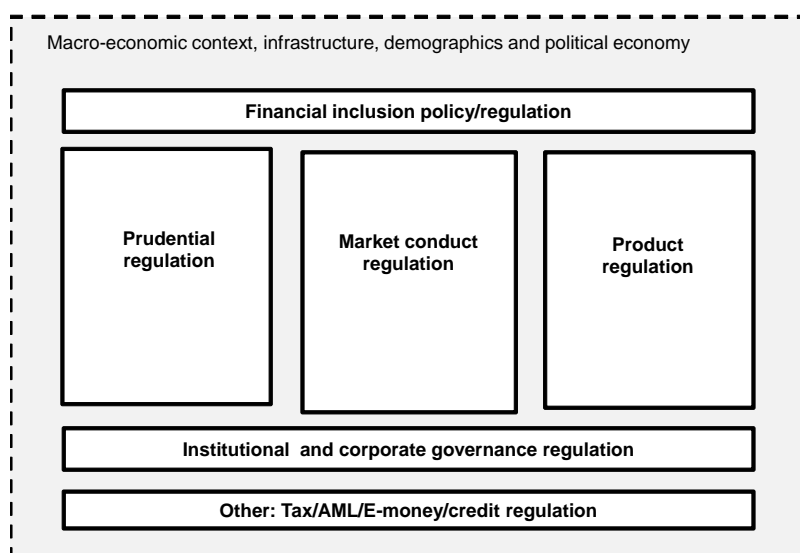 Macro-economic context, infrastructure, demographics and political economy
Financial inclusion policy/regulation
Prudential
regulation
Market conduct
regulation
Product
regulation
Institutional and corporate governance regulation
Other: Tax/AML/E-money/credit regulation